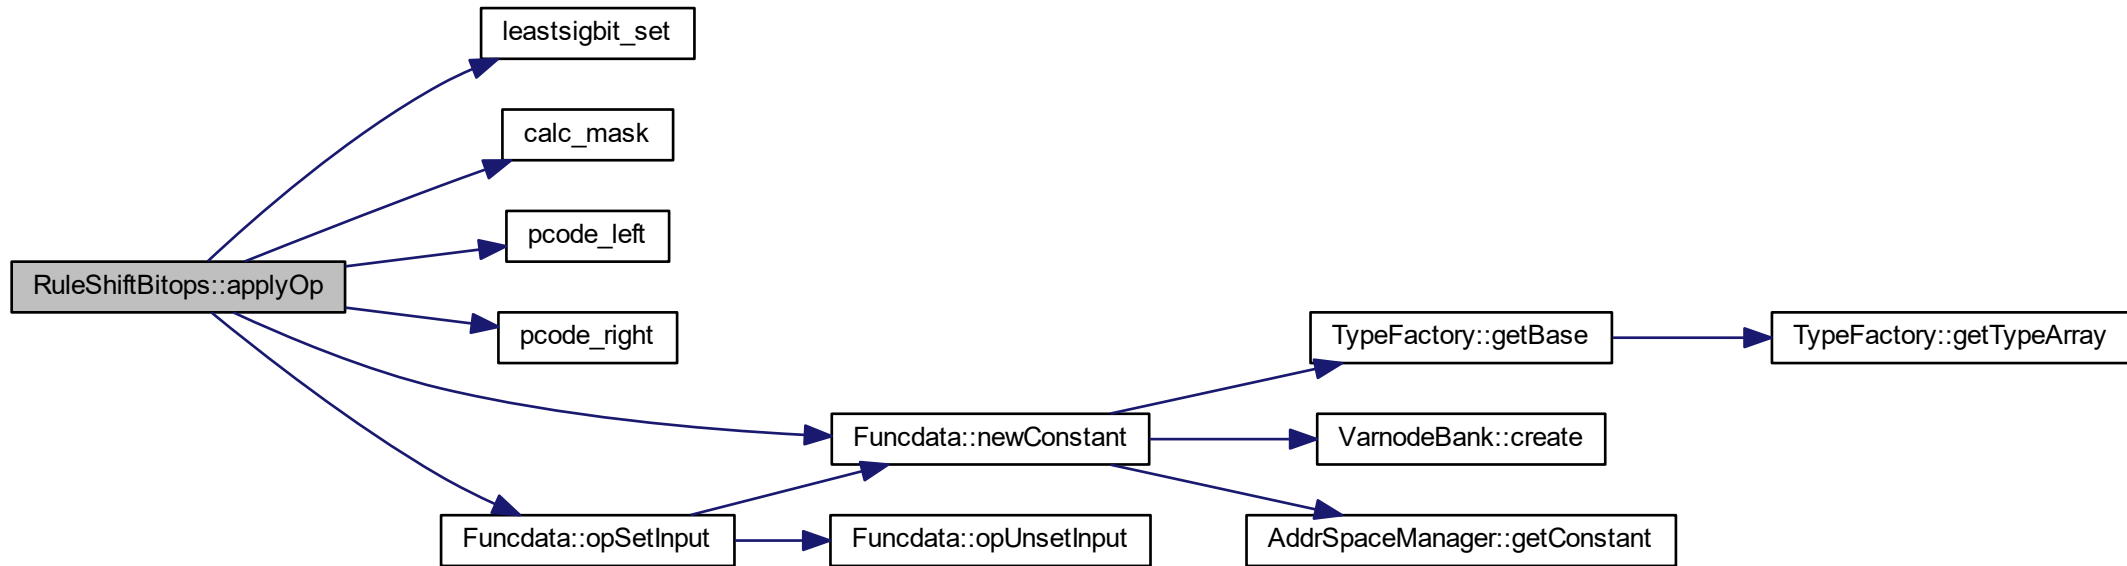 leastsigbit_set
calc_mask
pcode_left
RuleShiftBitops::applyOp
pcode_right
TypeFactory::getBase
TypeFactory::getTypeArray
Funcdata::newConstant
VarnodeBank::create
Funcdata::opSetInput
Funcdata::opUnsetInput
AddrSpaceManager::getConstant